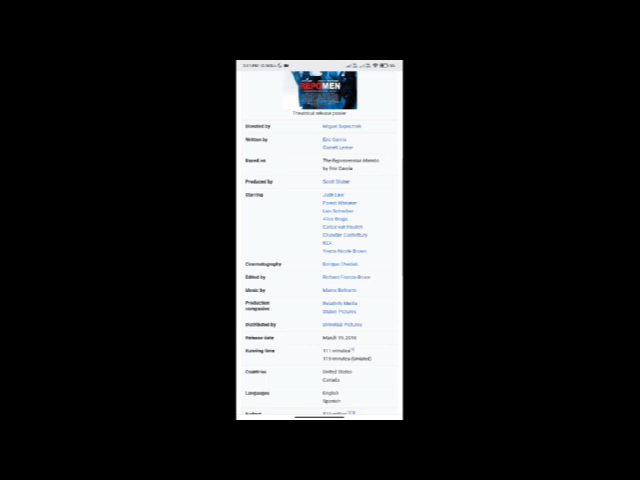 REPOMEN
Theatrical release poster
Directed by Miguel Sapochnik
Written by Eric Garcia
Garrett Lerner
Based on The Repossession Mambo
by Eric Garcia
Produced by Scott Stuber
Starring Jude Law
Forest Whitaker
Liev Schreiber
Alice Braga
Carice van Houten
Chandler Canterbury
RZA
Yvette Nicole Brown
Cinematography Enrique Chediak
Edited by Richard Francis-Bruce
Music by Marco Beltrami
Production companies Relativity Media
Stuber Pictures
Distributed by Universal Pictures
Release date March 19, 2010
Running time 111 minutes
119 minutes (Unrated)
Countries United States
Canada
Languages English
Spanish